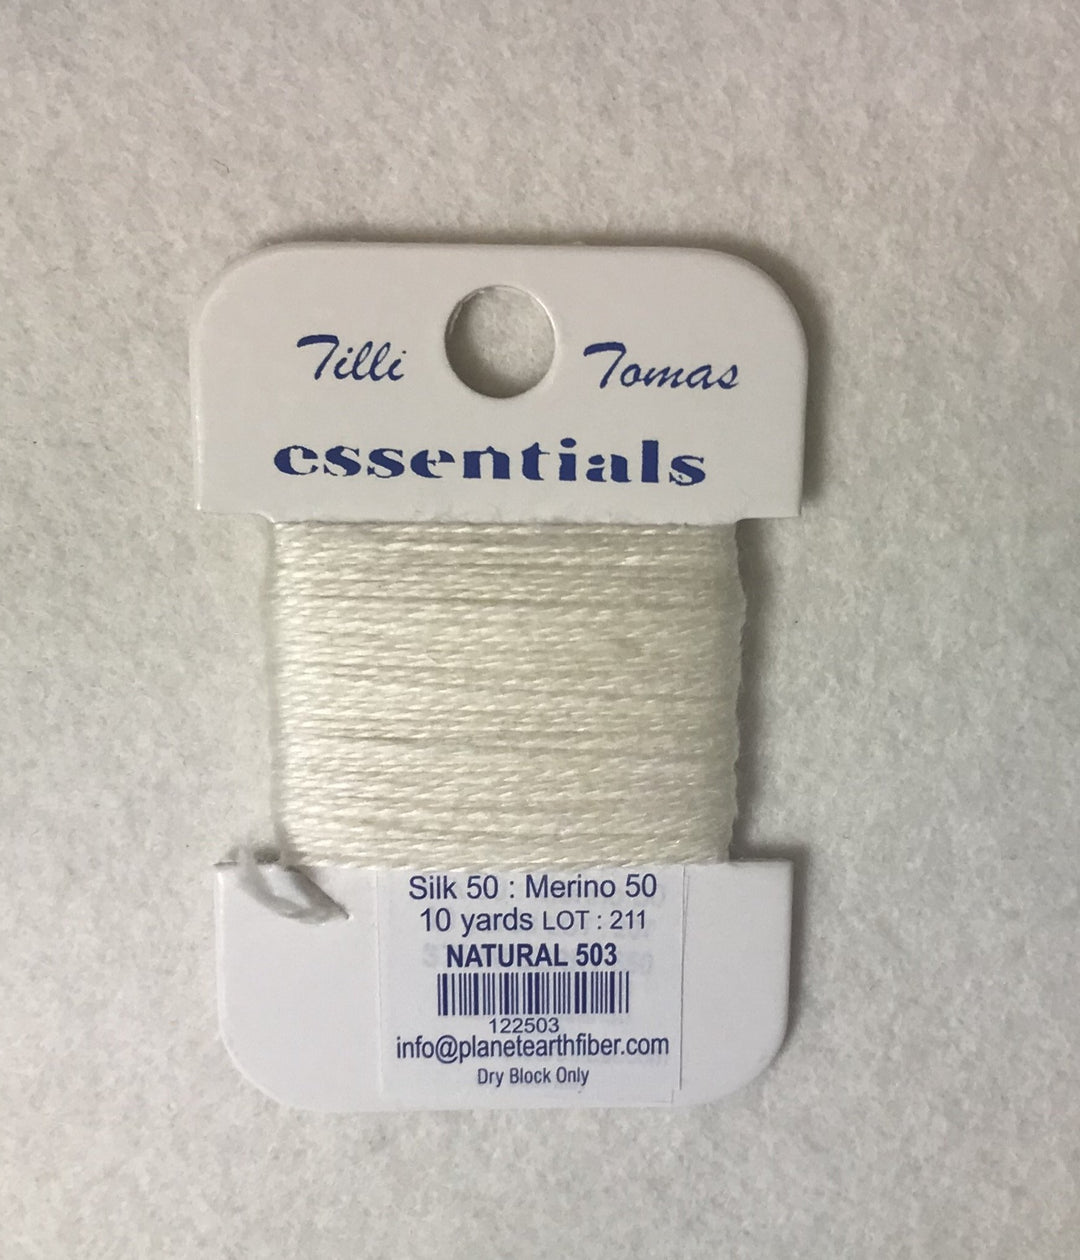 Tilli Tomas
essentials
Silk 50 : Merino 50
10 yards LOT : 211
NATURAL 503
122503
info@planetearthfiber.com
Dry Block Only